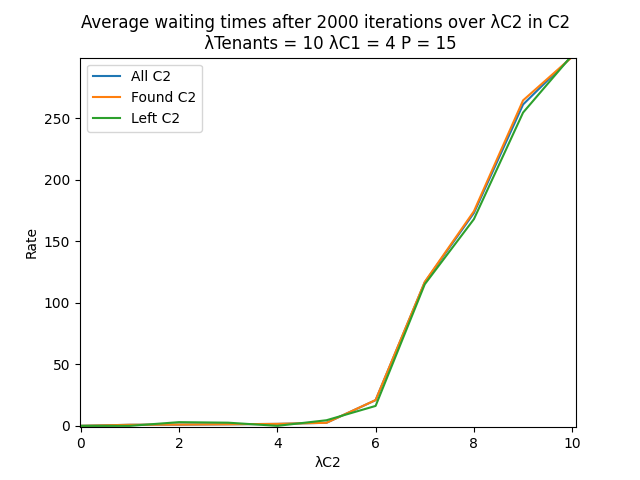 Average waiting times after 2000 iterations over λC2 in C2
λTenants = 10 λC1 = 4 P = 15
All C2
Found C2
Left C2
Rate
250
200
150
100
50
0
0 2 4 6 8 10
λC2